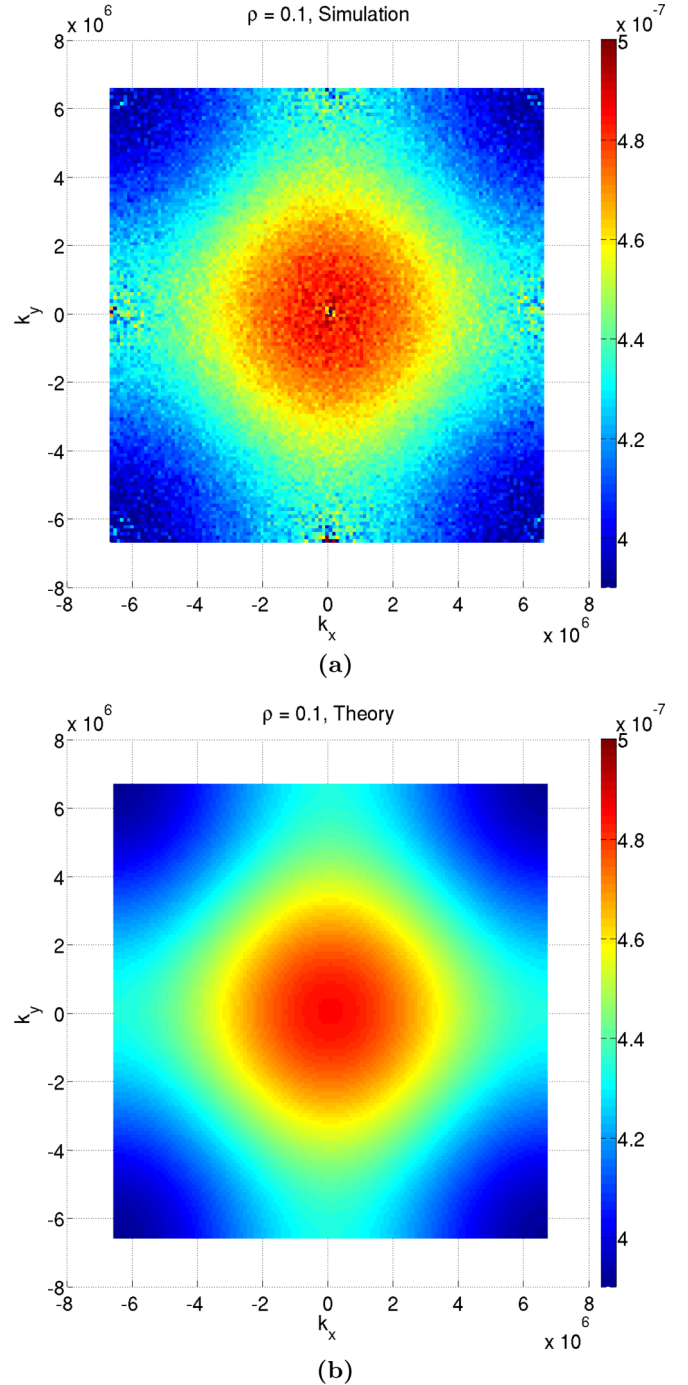 ρ = 0.1, Simulation
x 10^6
x 10^-7
8
6
4
2
0
-2
-4
-6
-8
k_y
-8 -6 -4 -2 0 2 4 6 8
k_x
x 10^6
5
4.8
4.6
4.4
4.2
4
(a)
ρ = 0.1, Theory
x 10^6
x 10^-7
8
6
4
2
0
-2
-4
-6
-8
k_y
-8 -6 -4 -2 0 2 4 6 8
k_x
x 10^6
5
4.8
4.6
4.4
4.2
4
(b)